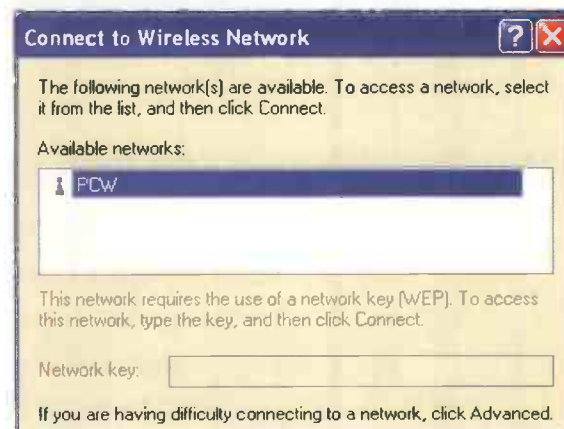 Connect to Wireless Network
The following network(s) are available. To access a network, select
it from the list, and then click Connect.
Available networks:
PCW
This network requires the use of a network key (WEP). To access
this network, type the key, and then click Connect.
Network key:
If you are having difficulty connecting to a network, click Advanced.